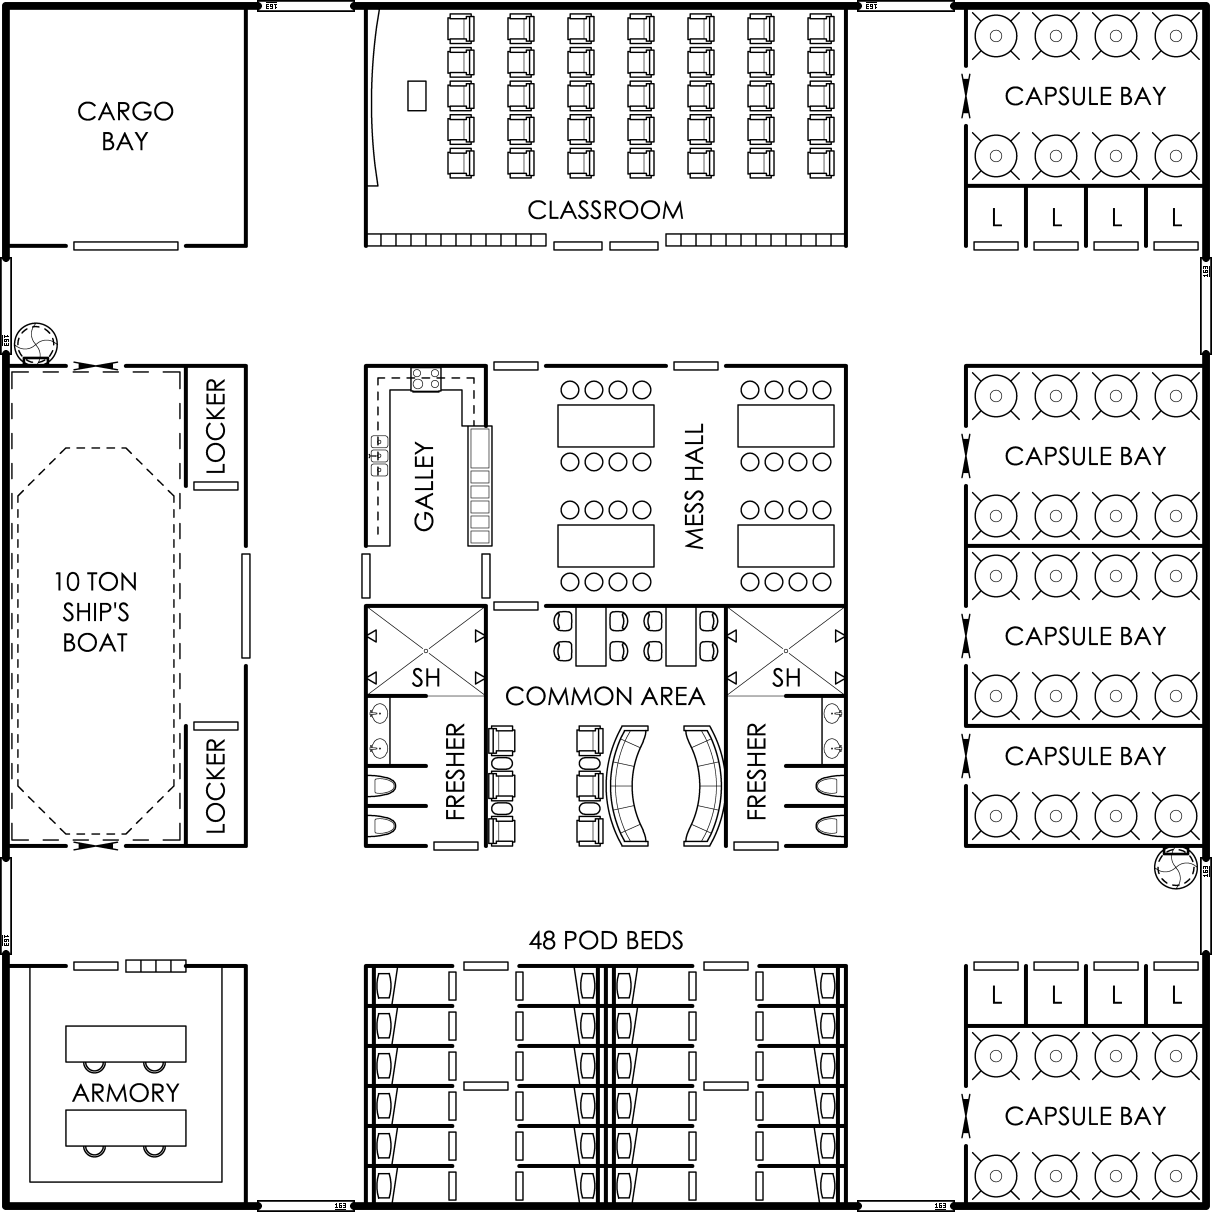 CARGO
BAY
CLASSROOM
CAPSULE BAY
L L L L
LOCKER
GALLEY
MESS HALL
CAPSULE BAY
10 TON
SHIP'S
BOAT
CAPSULE BAY
SH
SH
COMMON AREA
LOCKER
FRESHER
FRESHER
CAPSULE BAY
48 POD BEDS
L L L L
ARMORY
CAPSULE BAY